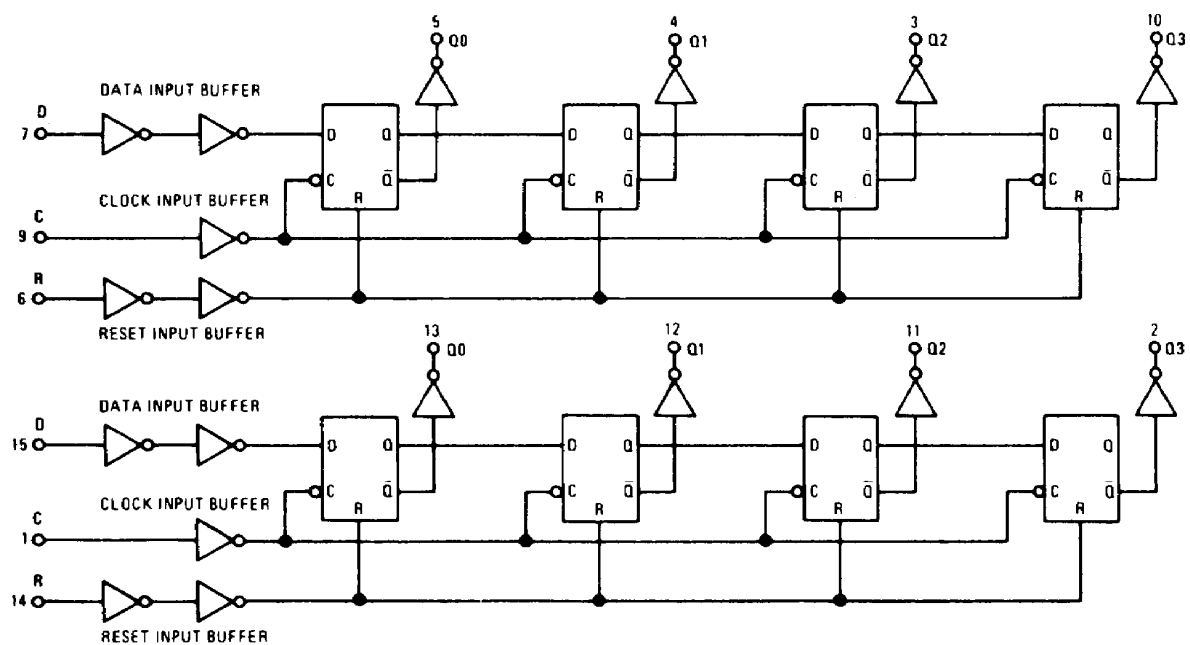 5 4 3 10
Q0 Q1 Q2 Q3
DATA INPUT BUFFER
D
7
D Q D Q D Q D Q
C Q̄ C Q̄ C Q̄ C Q̄
R R R R
CLOCK INPUT BUFFER
C
9
R
6
RESET INPUT BUFFER
13 12 11 2
Q0 Q1 Q2 Q3
DATA INPUT BUFFER
D
15
D Q D Q D Q D Q
C Q̄ C Q̄ C Q̄ C Q̄
R R R R
CLOCK INPUT BUFFER
C
1
R
14
RESET INPUT BUFFER